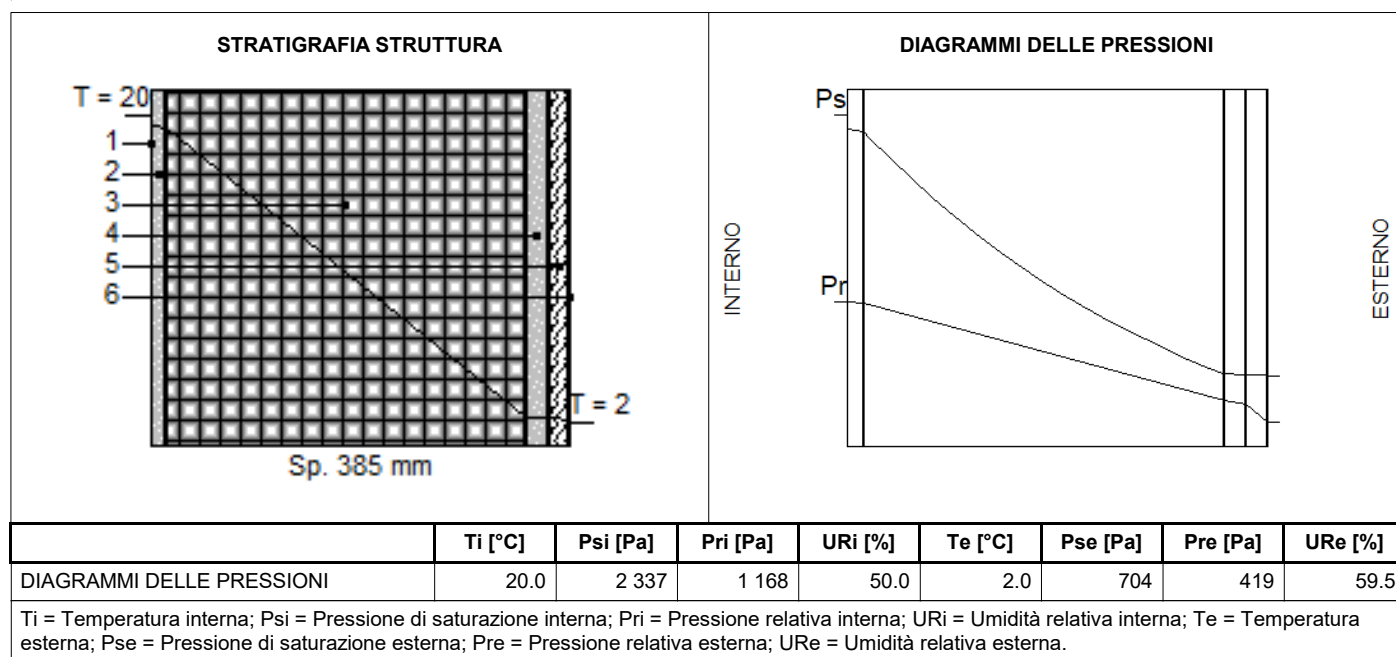 STRATIGRAFIA STRUTTURA
T = 20
1
2
3
4
5
6
T = 2
Sp. 385 mm
DIAGRAMMI DELLE PRESSIONI
Ps
Pr
INTERNO
ESTERNO
Ti [°C] Psi [Pa] Pri [Pa] URi [%] Te [°C] Pse [Pa] Pre [Pa] URe [%]
DIAGRAMMI DELLE PRESSIONI 20.0 2 337 1 168 50.0 2.0 704 419 59.5
Ti = Temperatura interna; Psi = Pressione di saturazione interna; Pri = Pressione relativa interna; URi = Umidità relativa interna; Te = Temperatura
esterna; Pse = Pressione di saturazione esterna; Pre = Pressione relativa esterna; URe = Umidità relativa esterna.